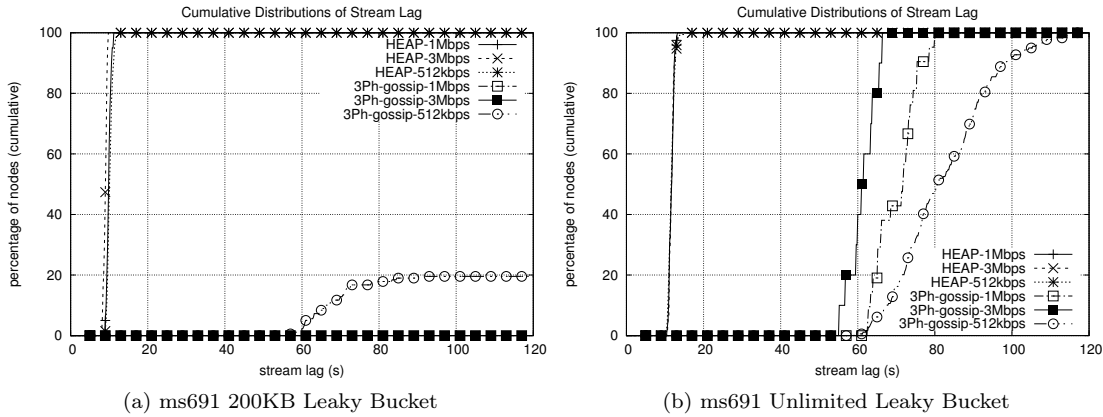 Cumulative Distributions of Stream Lag
100
80
60
40
20
0
percentage of nodes (cumulative)
HEAP-1Mbps
HEAP-3Mbps
HEAP-512kbps
3Ph-gossip-1Mbps
3Ph-gossip-3Mbps
3Ph-gossip-512kbps
0 20 40 60 80 100 120
stream lag (s)
(a) ms691 200KB Leaky Bucket
Cumulative Distributions of Stream Lag
100
80
60
40
20
0
percentage of nodes (cumulative)
HEAP-1Mbps
HEAP-3Mbps
HEAP-512kbps
3Ph-gossip-1Mbps
3Ph-gossip-3Mbps
3Ph-gossip-512kbps
0 20 40 60 80 100 120
stream lag (s)
(b) ms691 Unlimited Leaky Bucket